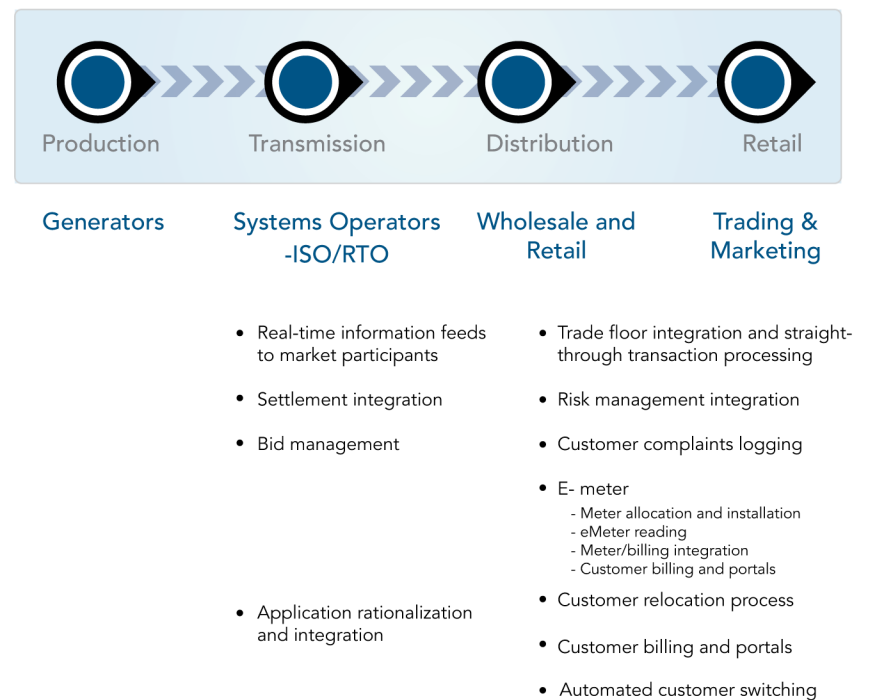 Production
Transmission
Distribution
Retail
Generators
Systems Operators
-ISO/RTO
Wholesale and
Retail
Trading &
Marketing
• Real-time information feeds
to market participants
• Settlement integration
• Bid management
• Application rationalization
and integration
• Trade floor integration and straight-
through transaction processing
• Risk management integration
• Customer complaints logging
• E- meter
- Meter allocation and installation
- eMeter reading
- Meter/billing integration
- Customer billing and portals
• Customer relocation process
• Customer billing and portals
• Automated customer switching